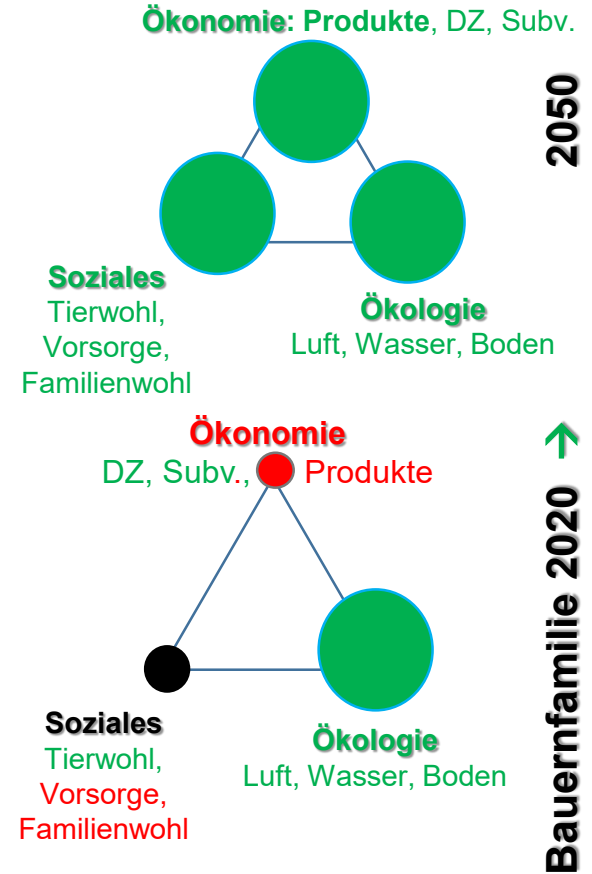 Ökonomie: Produkte, DZ, Subv.
2050
Soziales
Tierwohl,
Vorsorge,
Familienwohl
Ökologie
Luft, Wasser, Boden
Ökonomie
DZ, Subv., Produkte
Soziales
Tierwohl,
Vorsorge,
Familienwohl
Ökologie
Luft, Wasser, Boden
Bauernfamilie 2020 →